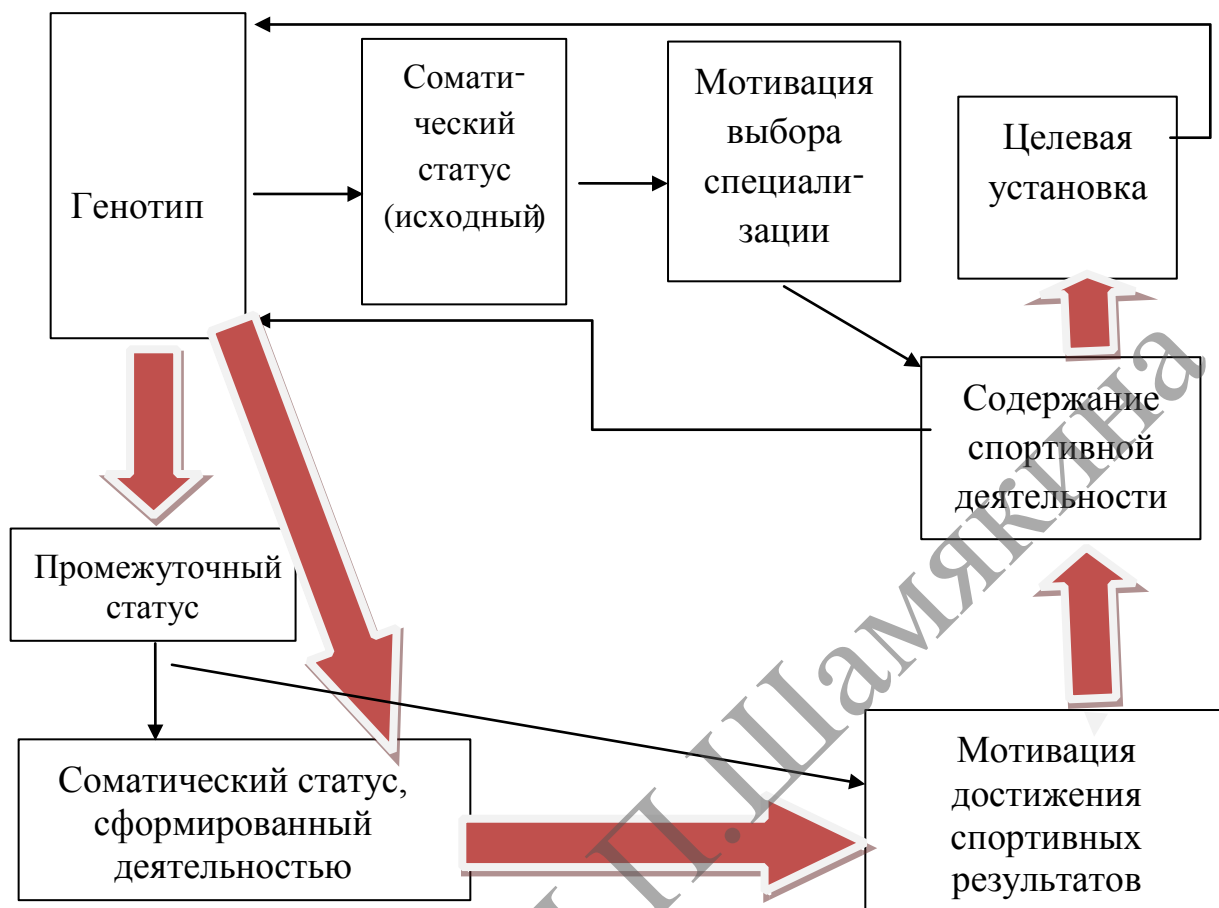 Генотип
Сомати-
ческий
статус
(исходный)
Мотивация
выбора
специали-
зации
Целевая
установка
Содержание
спортивной
деятельности
Промежуточный
статус
Соматический статус,
сформированный
деятельностью
Мотивация
достижения
спортивных
результатов
П.Шамякина